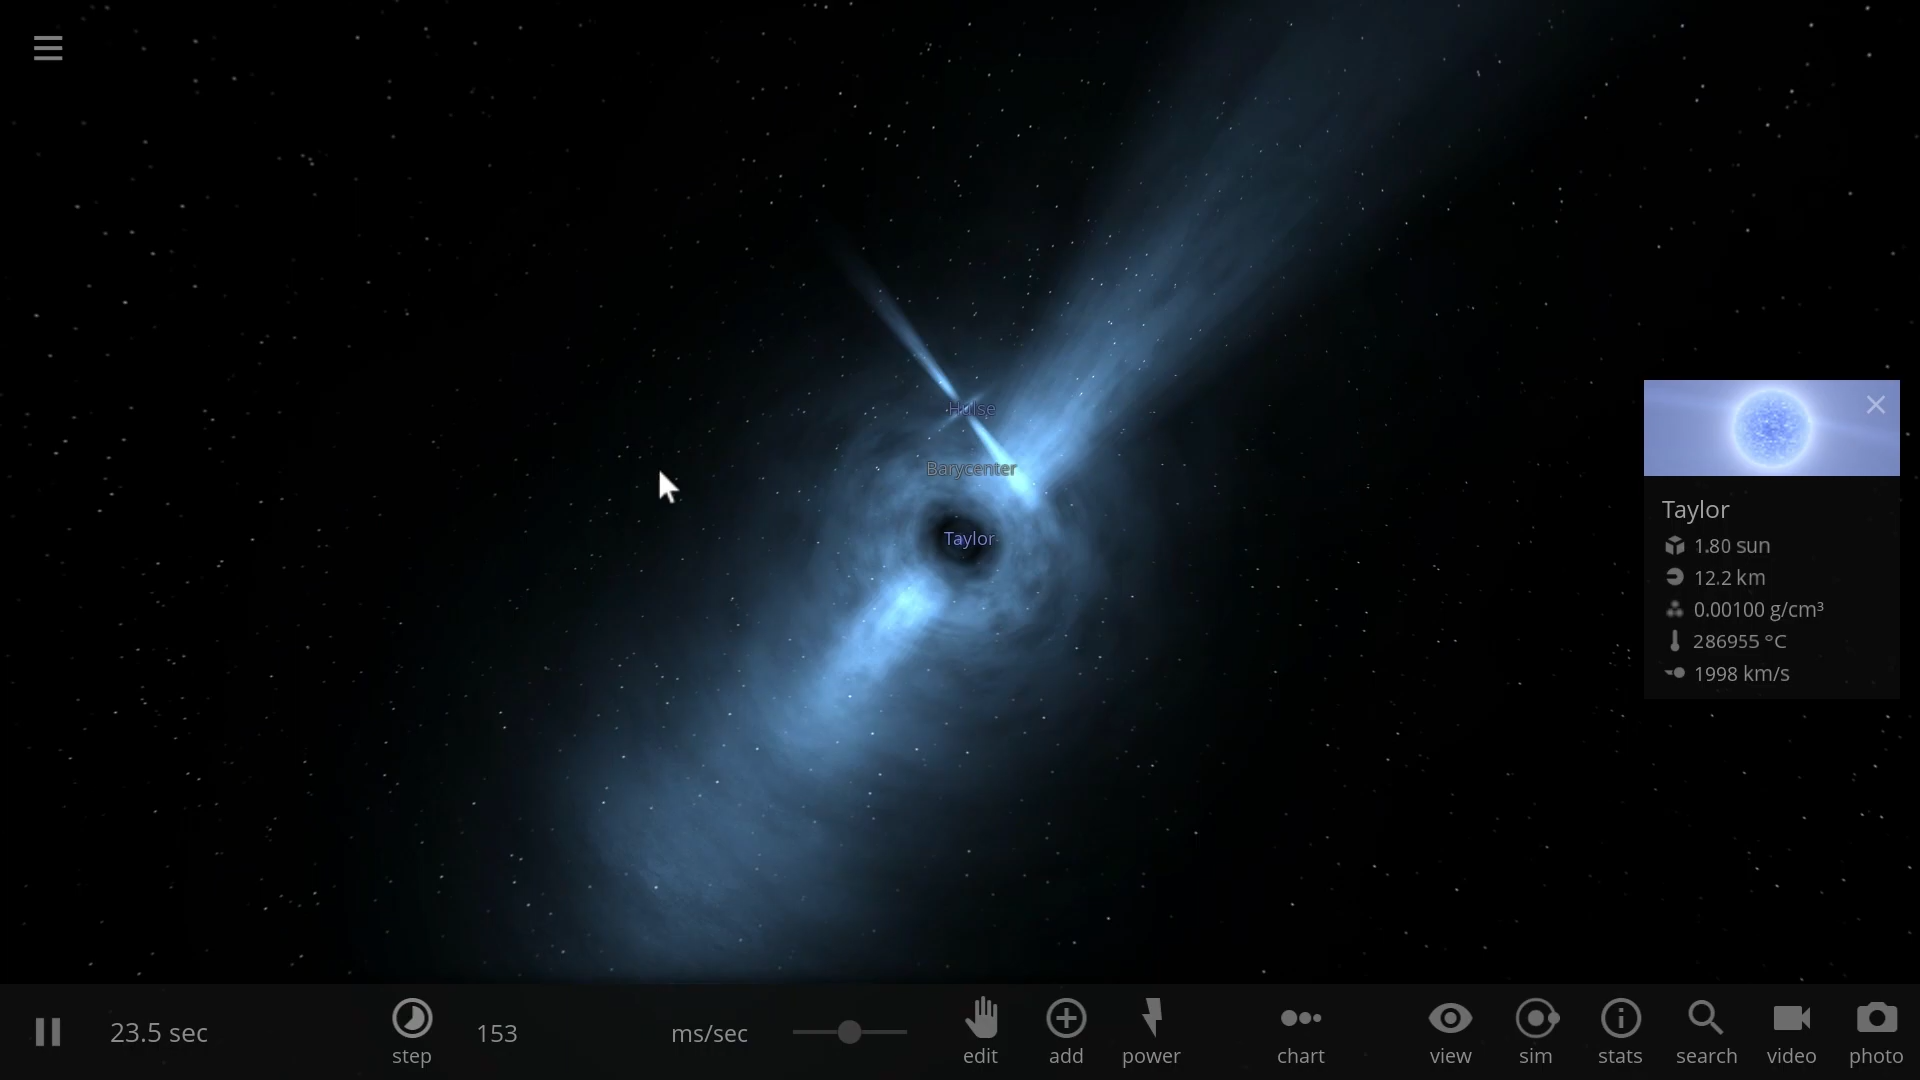 Hulse
Barycenter
Taylor
Taylor
1.80 sun
12.2 km
0.00100 g/cm³
286955 °C
1998 km/s
23.5 sec
step
153
ms/sec
edit
add
power
chart
view
sim
stats
search
video
photo